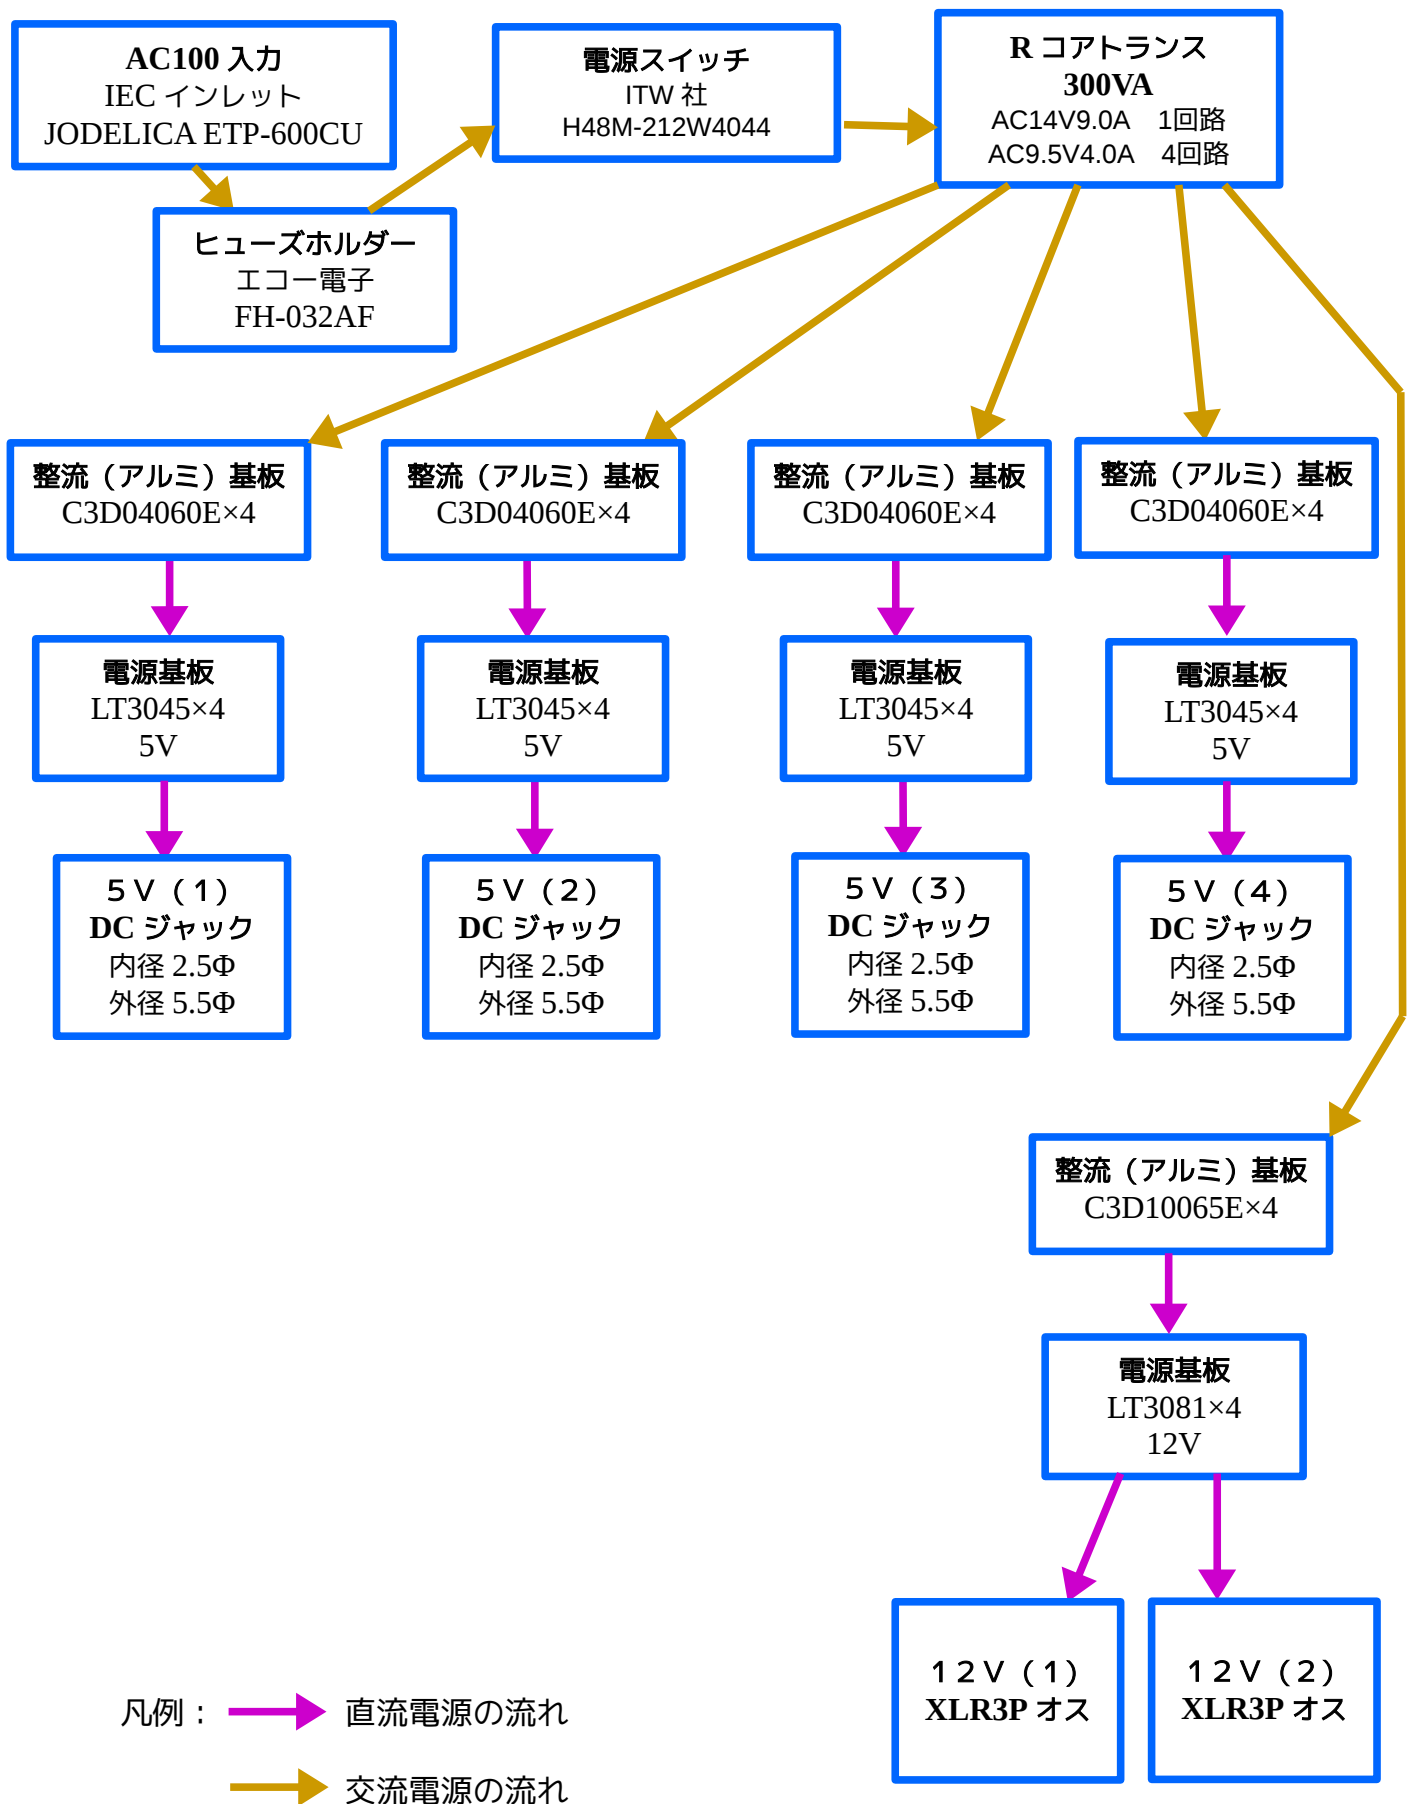 AC100 入力
IEC インレット
JODELICA ETP-600CU
電源スイッチ
ITW 社
H48M-212W4044
R コアトランス
300VA
AC14V9.0A　1回路
AC9.5V4.0A　4回路
ヒューズホルダー
エコー電子
FH-032AF
整流（アルミ）基板
C3D04060E×4
整流（アルミ）基板
C3D04060E×4
整流（アルミ）基板
C3D04060E×4
整流（アルミ）基板
C3D04060E×4
電源基板
LT3045×4
5V
電源基板
LT3045×4
5V
電源基板
LT3045×4
5V
電源基板
LT3045×4
5V
５Ｖ（１）
DC ジャック
内径 2.5Φ
外径 5.5Φ
５Ｖ（２）
DC ジャック
内径 2.5Φ
外径 5.5Φ
５Ｖ（３）
DC ジャック
内径 2.5Φ
外径 5.5Φ
５Ｖ（４）
DC ジャック
内径 2.5Φ
外径 5.5Φ
整流（アルミ）基板
C3D10065E×4
電源基板
LT3081×4
12V
１２Ｖ（１）
XLR3P オス
１２Ｖ（２）
XLR3P オス
凡例： 直流電源の流れ
交流電源の流れ